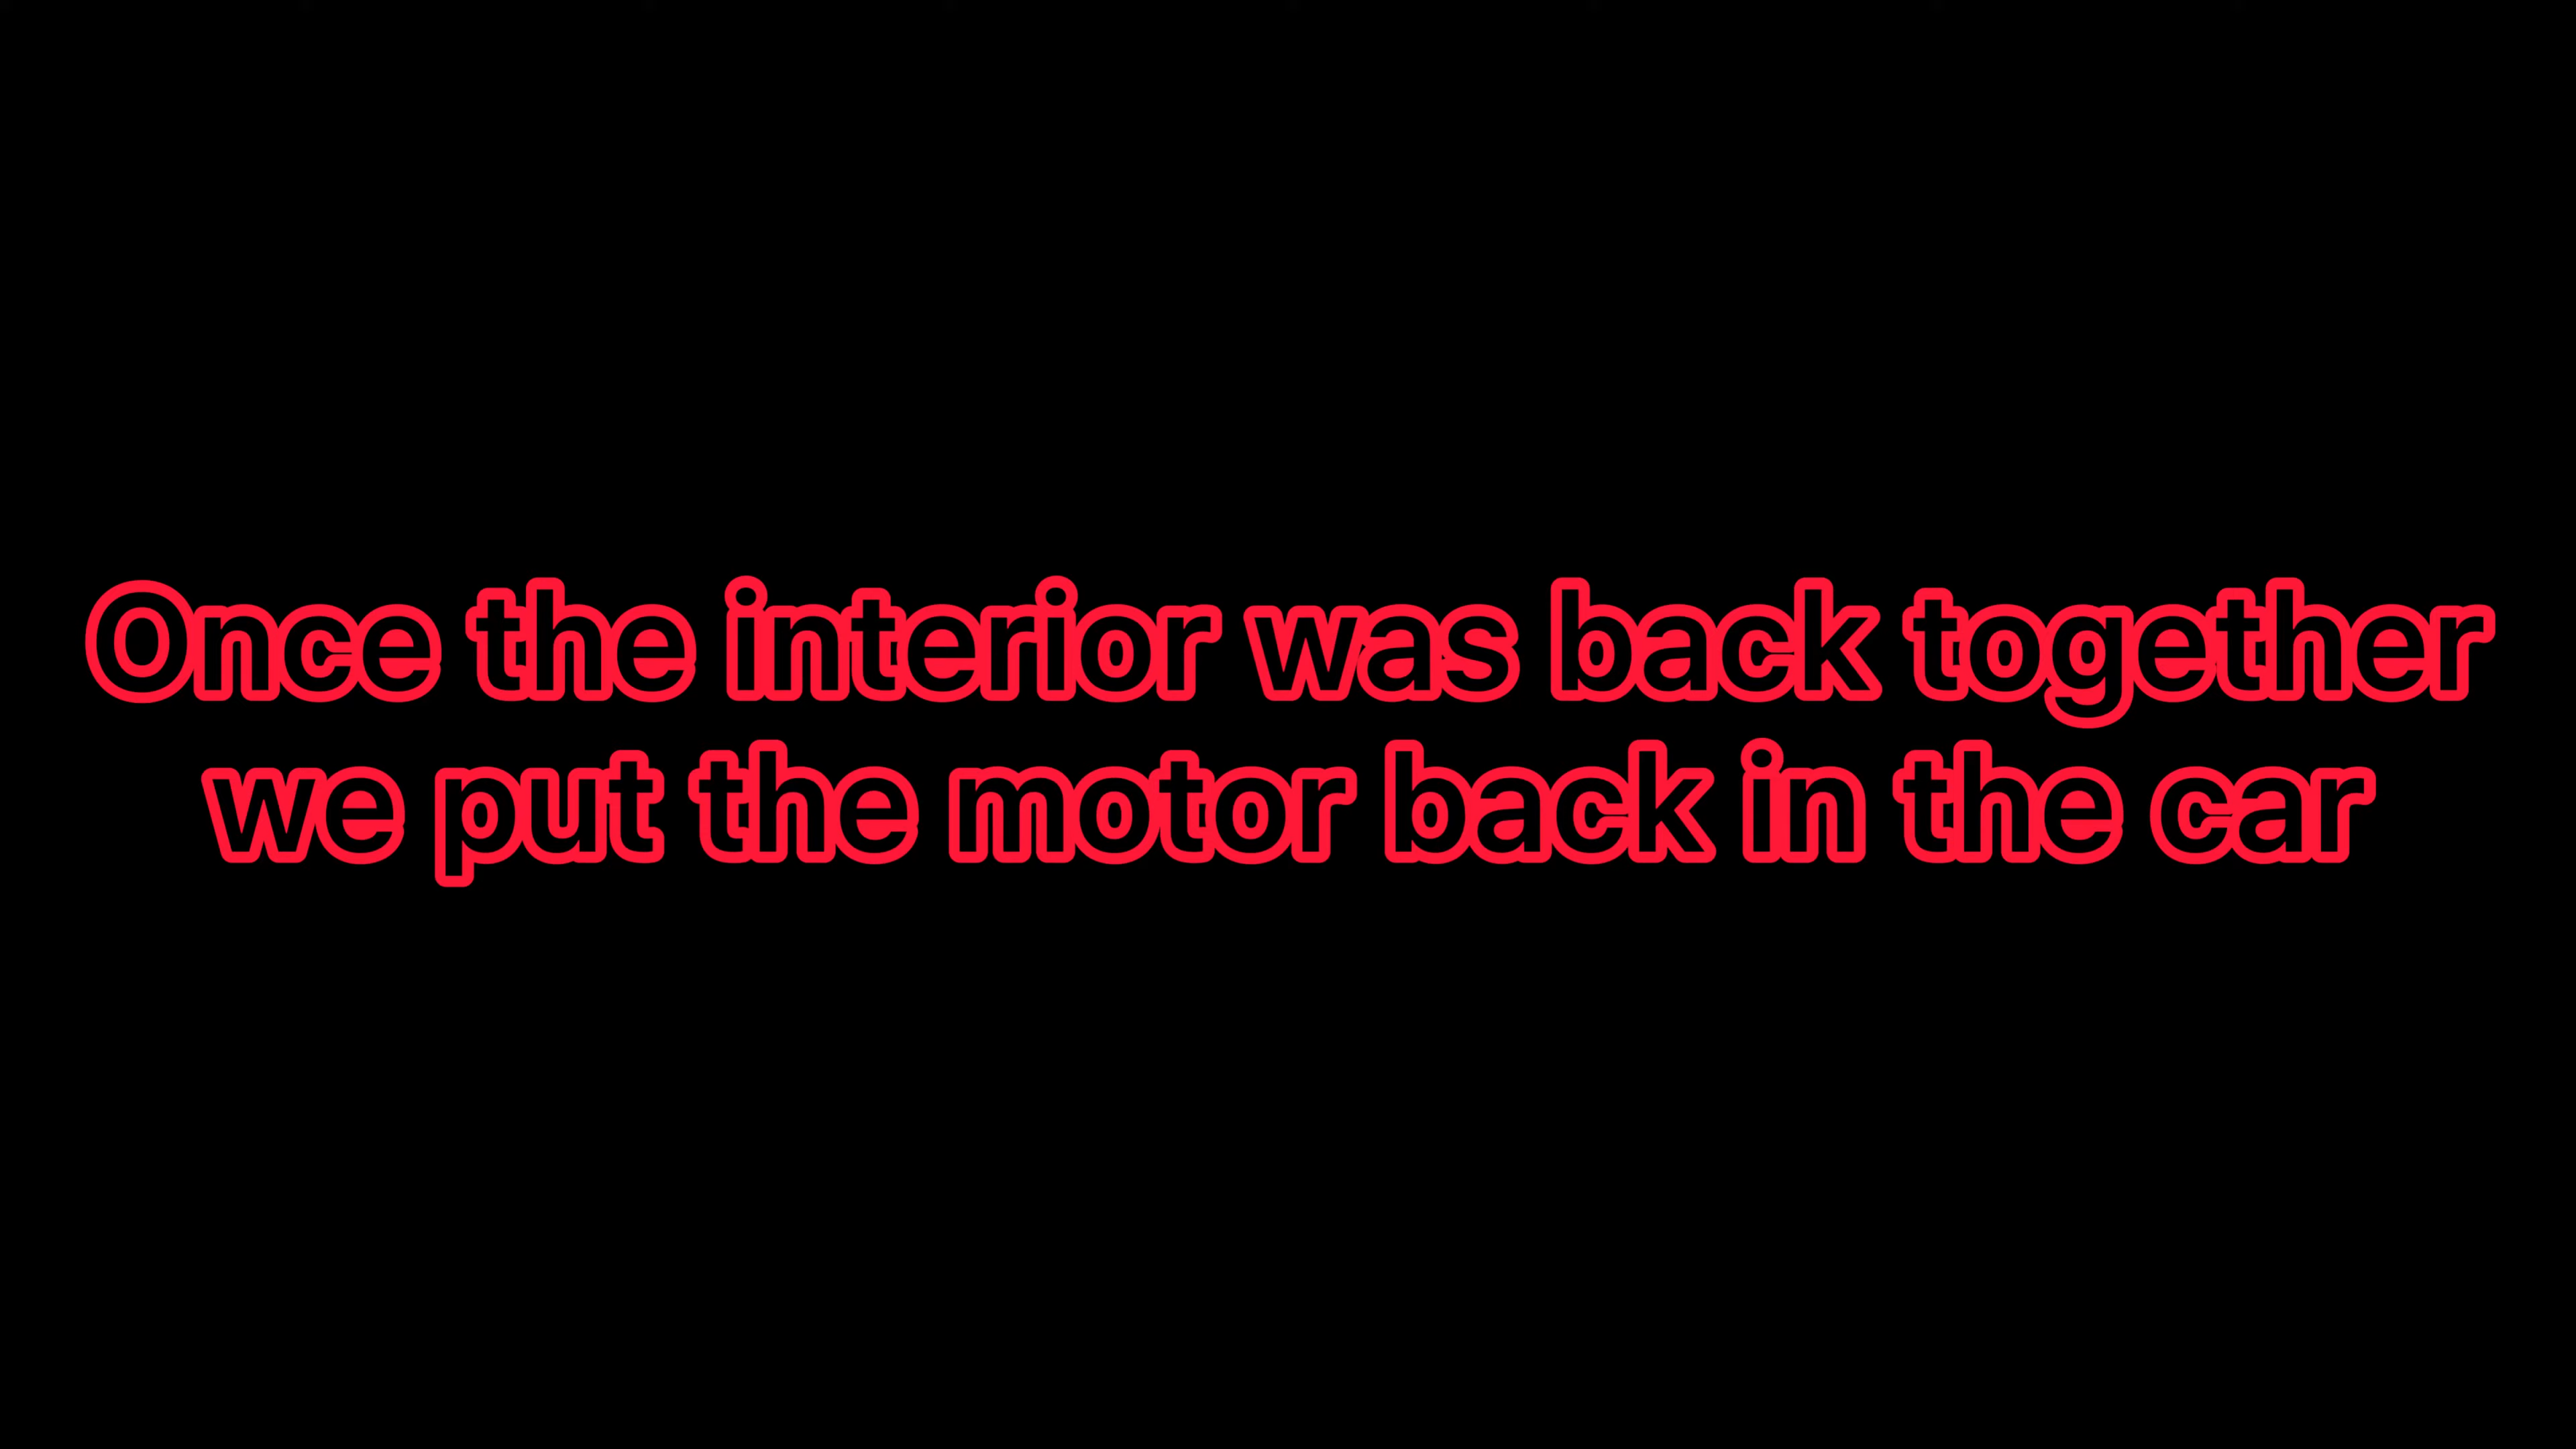 Once the interior was back together
we put the motor back in the car